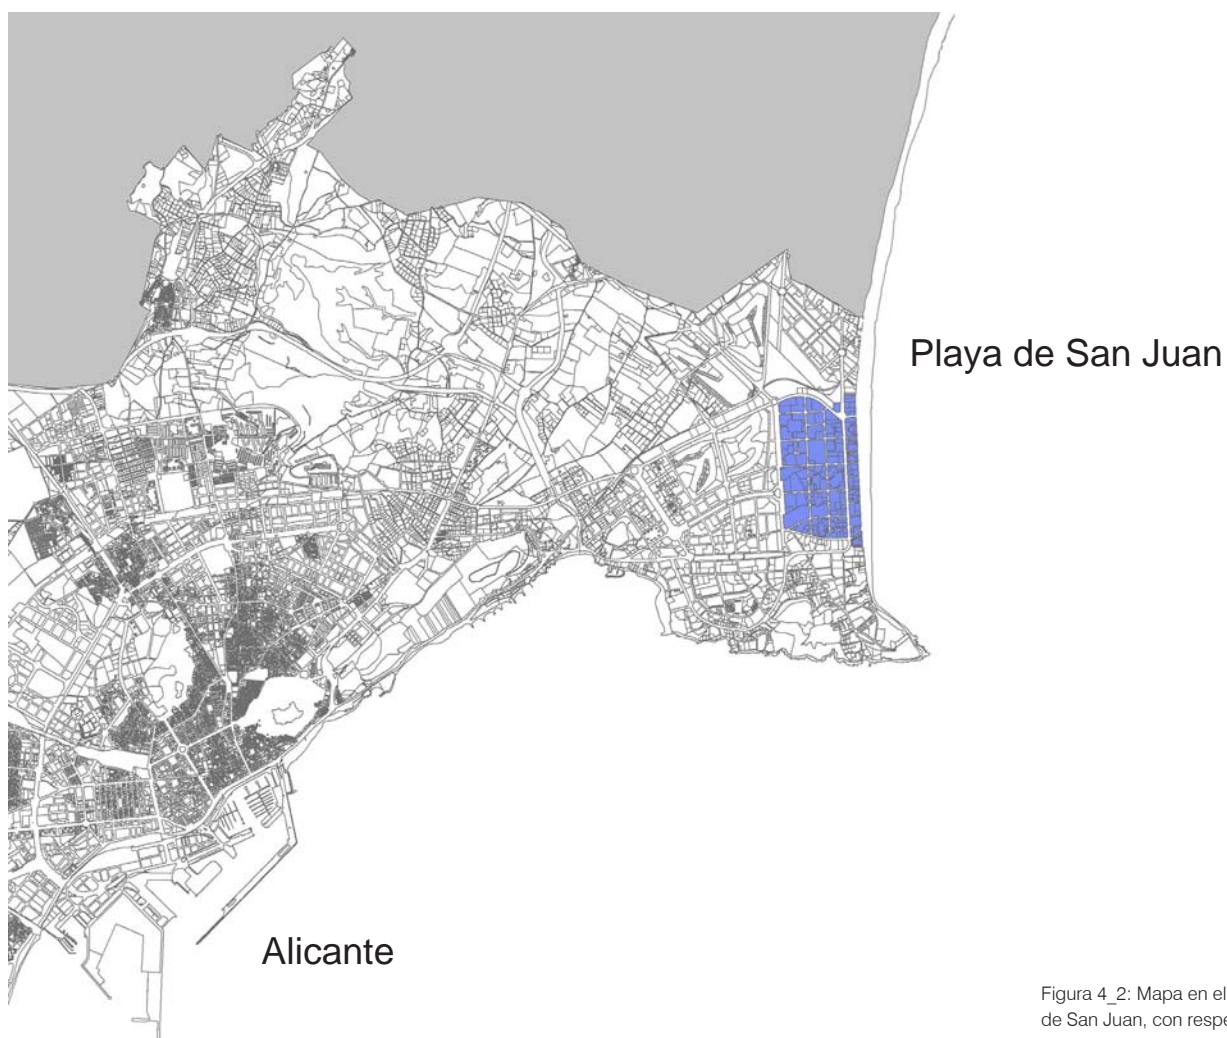 Playa de San Juan
Alicante
Figura 4_2: Mapa en el
de San Juan, con respe